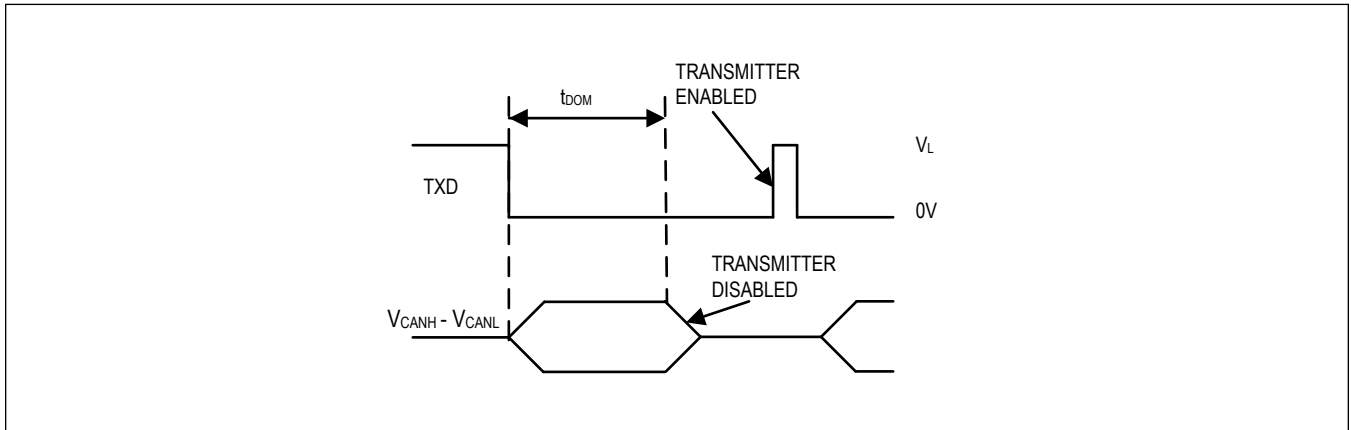 TRANSMITTER
ENABLED
tDOM
VL
TXD
0V
TRANSMITTER
DISABLED
VCANH - VCANL